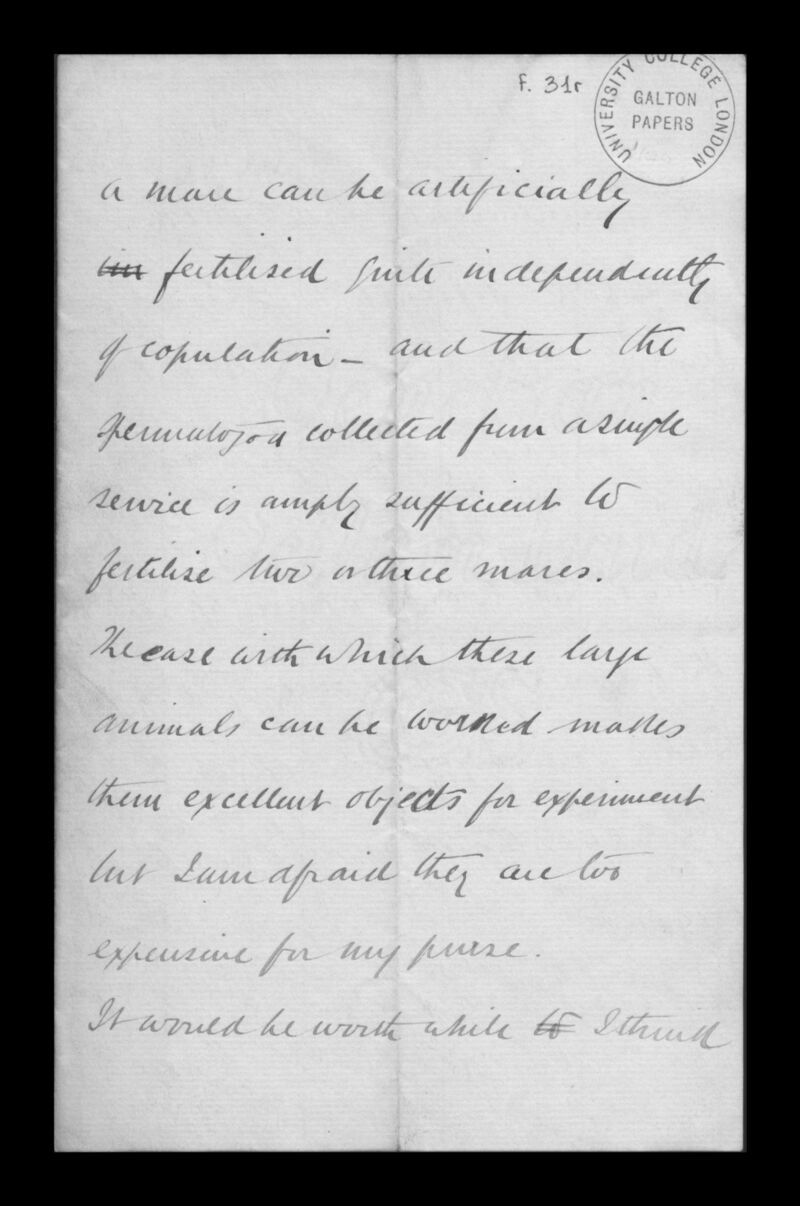 f. 31r
UNIVERSITY COLLEGE LONDON
GALTON
PAPERS
a mare can be artificially
im fertilised quite independently
of copulation – and that the
spermatozoa collected from a single
service is amply sufficient to
fertilise two or three mares.
The ease with which these large
animals can be worked makes
them excellent objects for experiment
but I am afraid they are too
expensive for my purse.
It would be worth while to I think